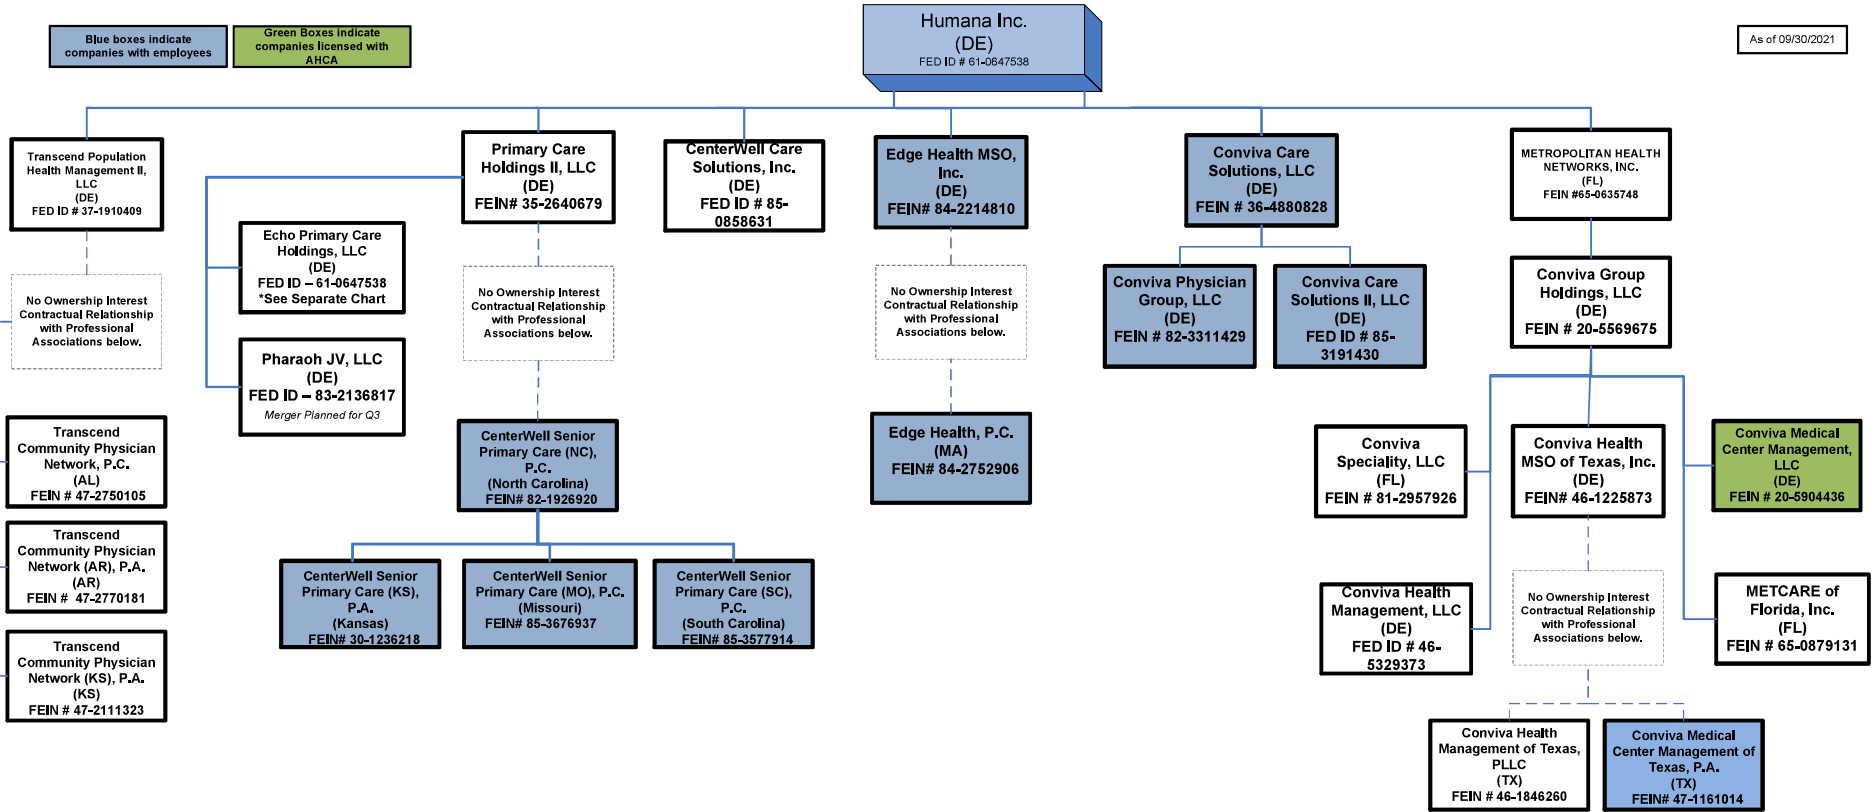 Blue boxes indicate
companies with employees
Green Boxes indicate
companies licensed with
AHCA
Humana Inc.
(DE)
FED ID # 61-0647538
As of 09/30/2021
Transcend Population
Health Management II,
LLC
(DE)
FED ID # 37-1910409
Primary Care
Holdings II, LLC
(DE)
FEIN# 35-2640679
CenterWell Care
Solutions, Inc.
(DE)
FED ID # 85-
0858631
Edge Health MSO,
Inc.
(DE)
FEIN# 84-2214810
Conviva Care
Solutions, LLC
(DE)
FEIN # 36-4880828
METROPOLITAN HEALTH
NETWORKS, INC.
(FL)
FEIN #65-0635748
Echo Primary Care
Holdings, LLC
(DE)
FED ID – 61-0647538
*See Separate Chart
No Ownership Interest
Contractual Relationship
with Professional
Associations below.
No Ownership Interest
Contractual Relationship
with Professional
Associations below.
No Ownership Interest
Contractual Relationship
with Professional
Associations below.
Conviva Physician
Group, LLC
(DE)
FEIN # 82-3311429
Conviva Care
Solutions II, LLC
(DE)
FED ID # 85-
3191430
Conviva Group
Holdings, LLC
(DE)
FEIN # 20-5569675
Pharaoh JV, LLC
(DE)
FED ID – 83-2136817
Merger Planned for Q3
Transcend
Community Physician
Network, P.C.
(AL)
FEIN # 47-2750105
CenterWell Senior
Primary Care (NC),
P.C.
(North Carolina)
FEIN# 82-1926920
Edge Health, P.C.
(MA)
FEIN# 84-2752906
Conviva
Speciality, LLC
(FL)
FEIN # 81-2957926
Conviva Health
MSO of Texas, Inc.
(DE)
FEIN# 46-1225873
Conviva Medical
Center Management,
LLC
(DE)
FEIN # 20-5904436
Transcend
Community Physician
Network (AR), P.A.
(AR)
FEIN # 47-2770181
CenterWell Senior
Primary Care (KS),
P.A.
(Kansas)
FEIN# 30-1236218
CenterWell Senior
Primary Care (MO), P.C.
(Missouri)
FEIN# 85-3676937
CenterWell Senior
Primary Care (SC),
P.C.
(South Carolina)
FEIN# 85-3577914
Conviva Health
Management, LLC
(DE)
FED ID # 46-
5329373
No Ownership Interest
Contractual Relationship
with Professional
Associations below.
METCARE of
Florida, Inc.
(FL)
FEIN # 65-0879131
Transcend
Community Physician
Network (KS), P.A.
(KS)
FEIN # 47-2111323
Conviva Health
Management of Texas,
PLLC
(TX)
FEIN # 46-1846260
Conviva Medical
Center Management of
Texas, P.A.
(TX)
FEIN# 47-1161014